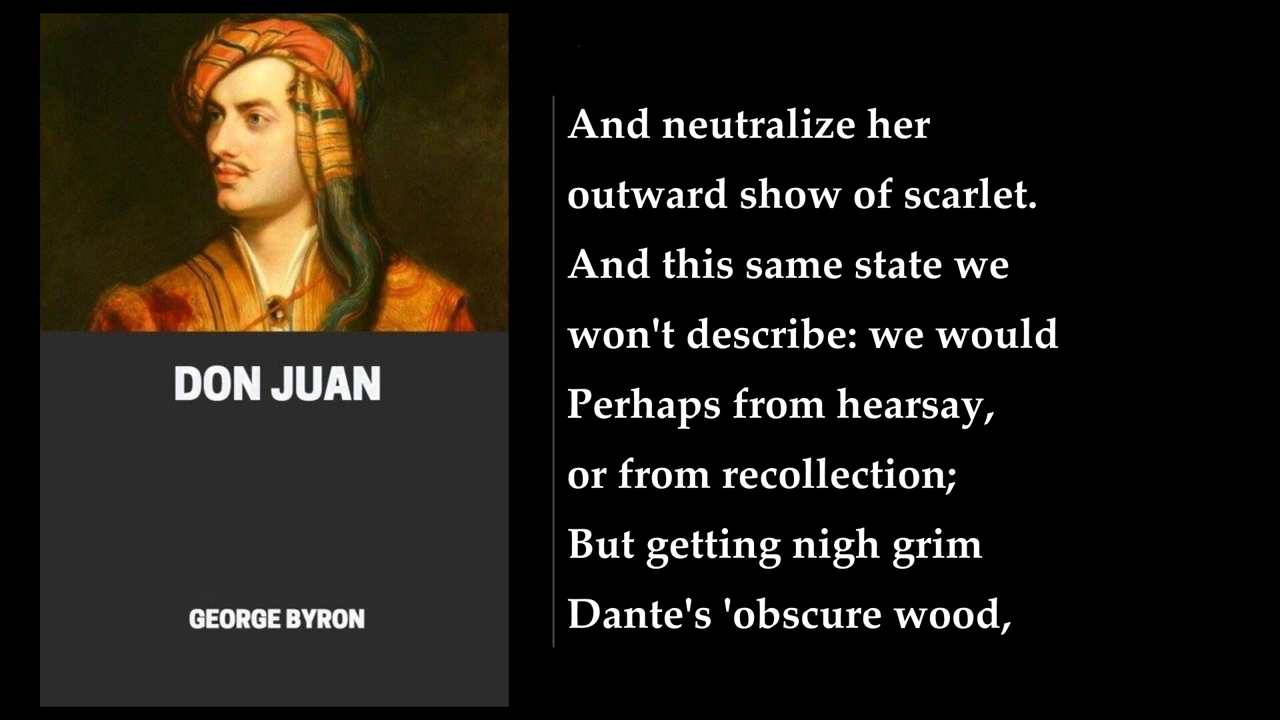 DON JUAN
GEORGE BYRON
And neutralize her
outward show of scarlet.
And this same state we
won't describe: we would
Perhaps from hearsay,
or from recollection;
But getting nigh grim
Dante's 'obscure wood,